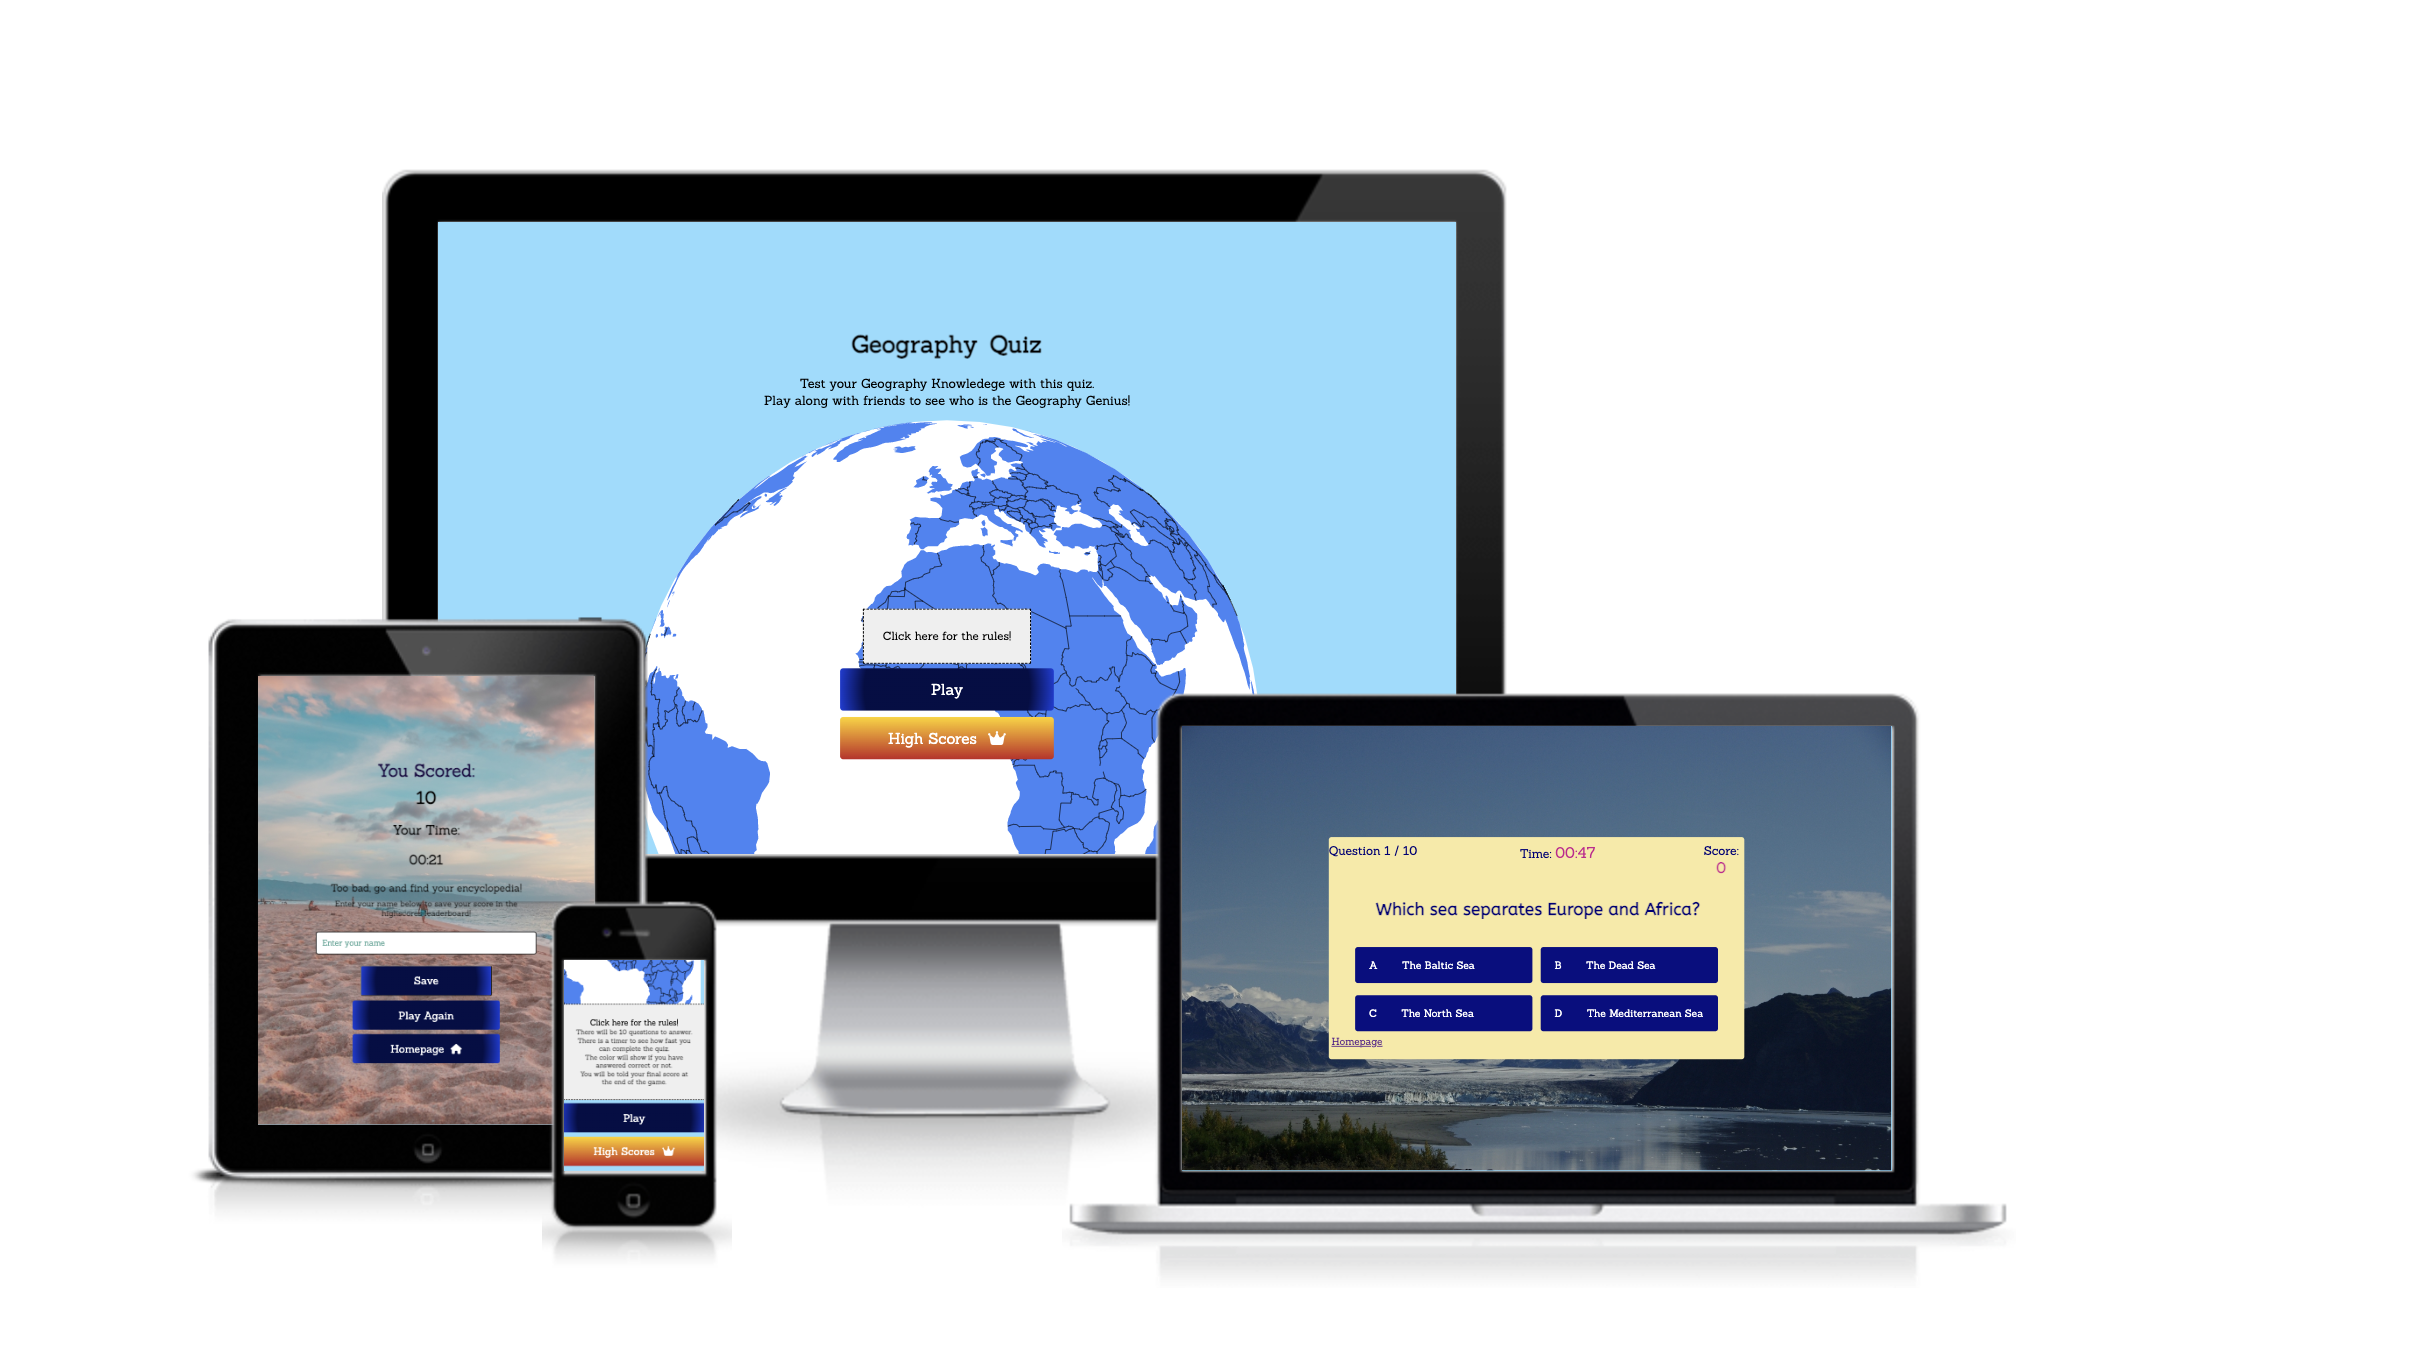 Geography Quiz
Test your Geography Knowledege with this quiz.
Play along with friends to see who is the Geography Genius!
Click here for the rules!
Play
High Scores
You Scored:
10
Your Time:
00:21
Too bad, go and find your encyclopedia!
Enter your name below to save your score in the
highscores leaderboard!
Enter your name
Save
Play Again
Homepage
Click here for the rules!
There will be 10 questions to answer.
There is a timer to see how fast you
can complete the quiz.
The color will show if you have
answered correct or not.
You will be told your final score at
the end of the game.
Play
High Scores
Question 1 / 10
Time: 00:47
Score:
0
Which sea separates Europe and Africa?
A The Baltic Sea
B The Dead Sea
C The North Sea
D The Mediterranean Sea
Homepage